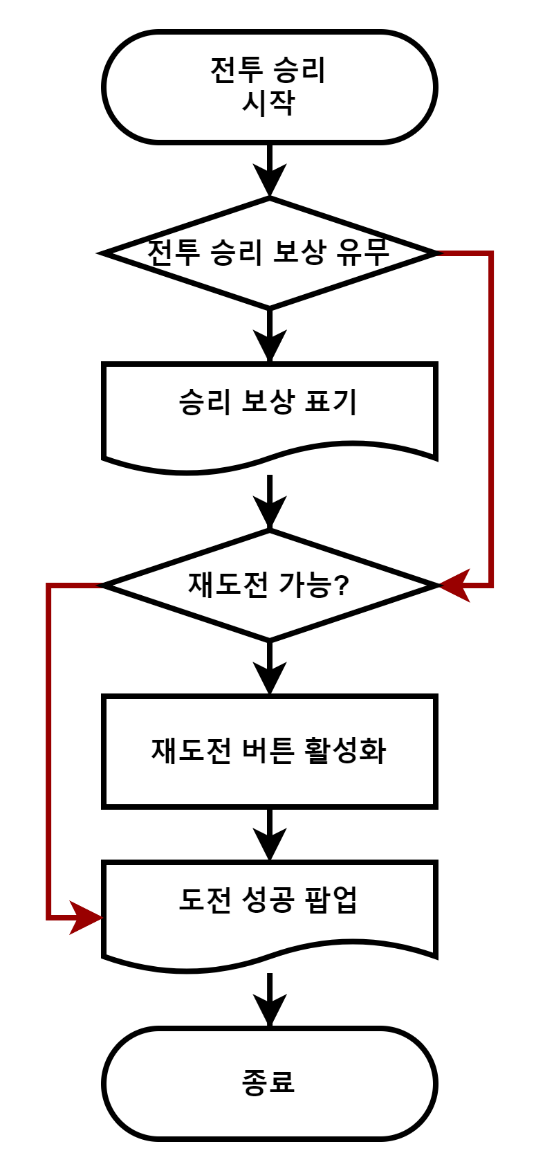 전투 승리
시작
전투 승리 보상 유무
승리 보상 표기
재도전 가능?
재도전 버튼 활성화
도전 성공 팝업
종료